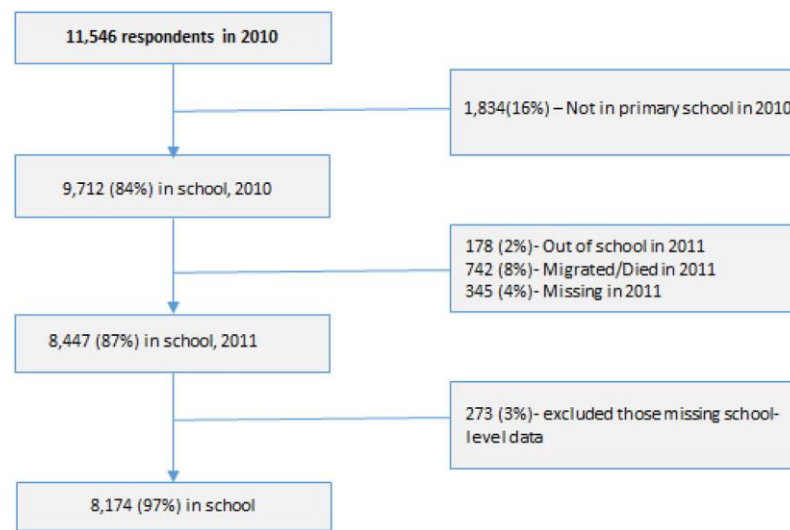 11,546 respondents in 2010
1,834(16%) – Not in primary school in 2010
9,712 (84%) in school, 2010
178 (2%)- Out of school in 2011
742 (8%)- Migrated/Died in 2011
345 (4%)- Missing in 2011
8,447 (87%) in school, 2011
273 (3%)- excluded those missing school-
level data
8,174 (97%) in school